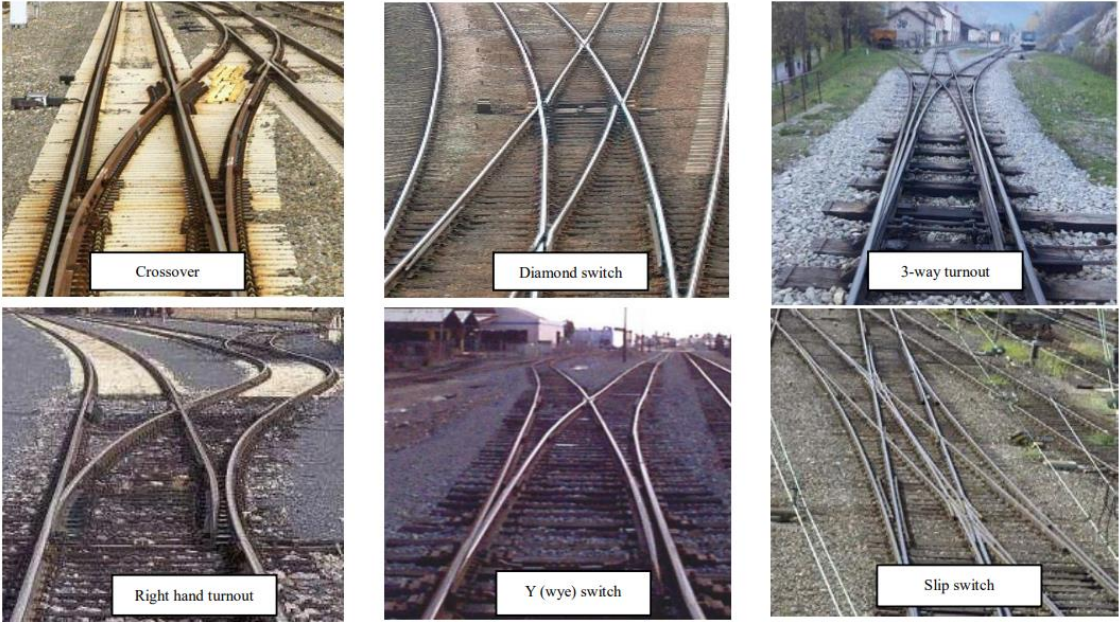 Crossover
Diamond switch
3-way turnout
Right hand turnout
Y (wye) switch
Slip switch